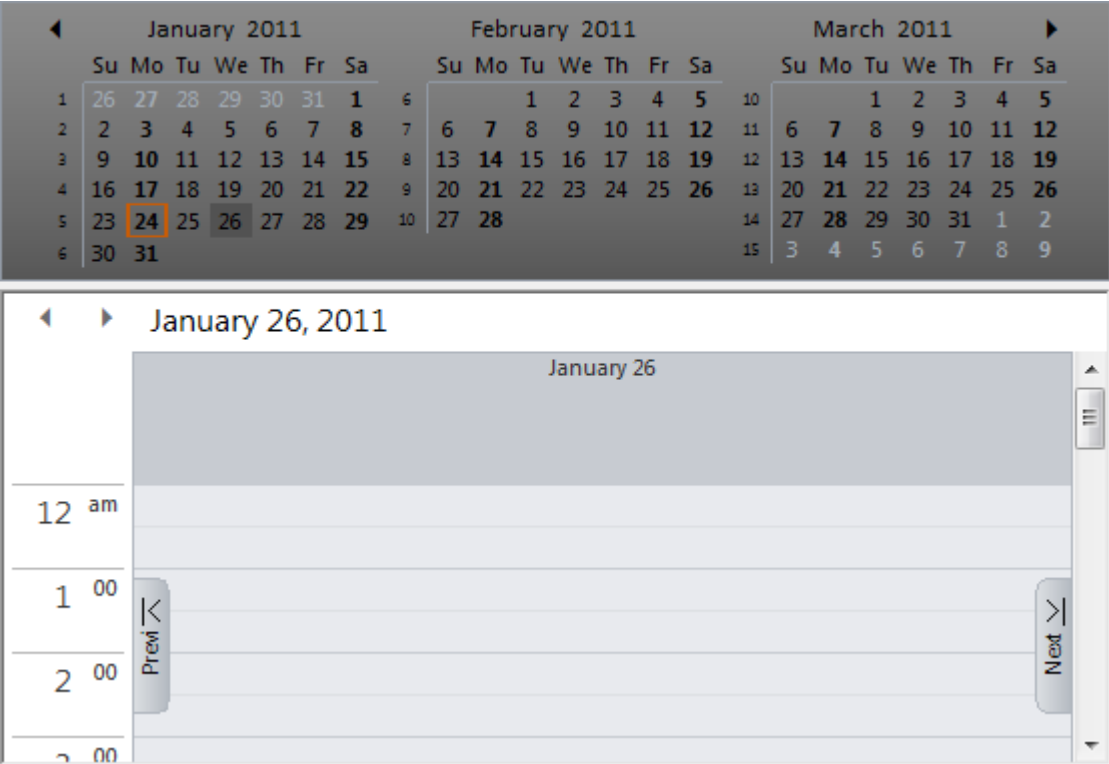 January 2011 February 2011 March 2011
Su Mo Tu We Th Fr Sa Su Mo Tu We Th Fr Sa Su Mo Tu We Th Fr Sa
1 26 27 28 29 30 31 1 6 1 2 3 4 5 10 1 2 3 4 5
2 2 3 4 5 6 7 8 7 6 7 8 9 10 11 12 11 6 7 8 9 10 11 12
3 9 10 11 12 13 14 15 8 13 14 15 16 17 18 19 12 13 14 15 16 17 18 19
4 16 17 18 19 20 21 22 9 20 21 22 23 24 25 26 13 20 21 22 23 24 25 26
5 23 24 25 26 27 28 29 10 27 28 14 27 28 29 30 31 1 2
6 30 31 15 3 4 5 6 7 8 9
January 26, 2011
January 26
12 am
1 00
Previ
Next
2 00
00